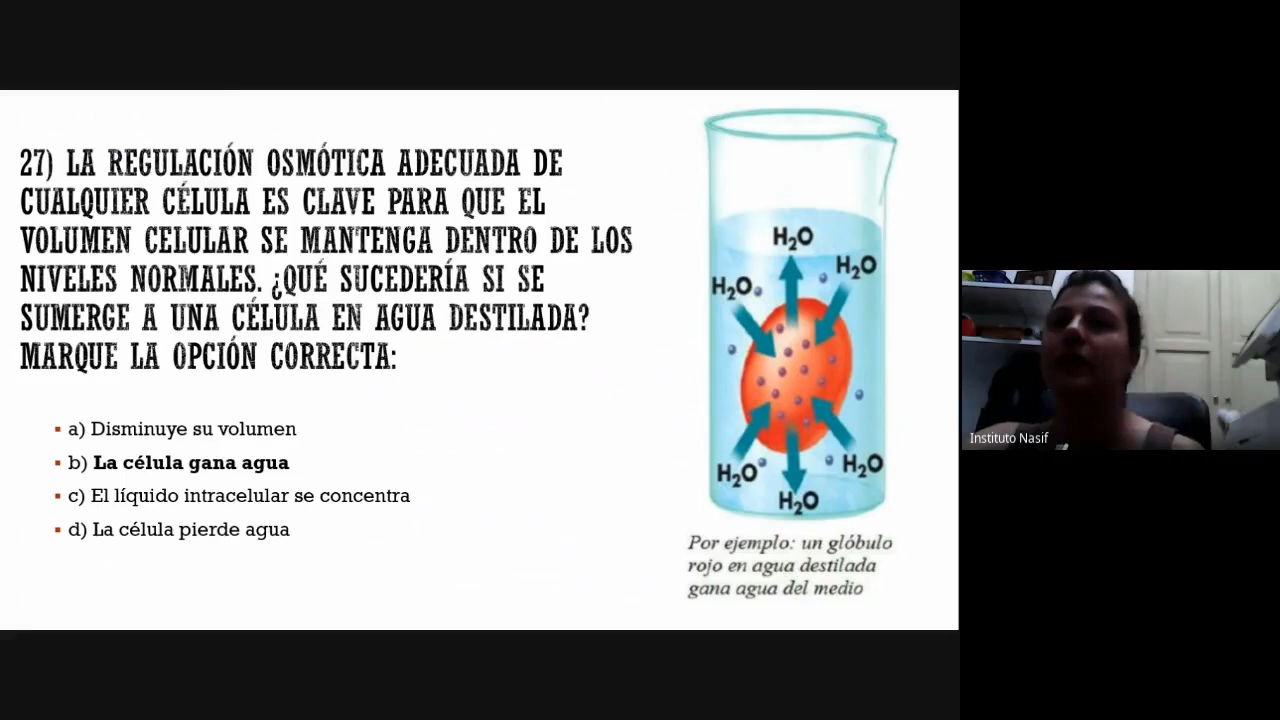 27) LA REGULACIÓN OSMÓTICA ADECUADA DE
CUALQUIER CÉLULA ES CLAVE PARA QUE EL
VOLUMEN CELULAR SE MANTENGA DENTRO DE LOS
NIVELES NORMALES. ¿QUÉ SUCEDERÍA SI SE
SUMERGE A UNA CÉLULA EN AGUA DESTILADA?
MARQUE LA OPCIÓN CORRECTA:
a) Disminuye su volumen
b) La célula gana agua
c) El líquido intracelular se concentra
d) La célula pierde agua
H₂O
H₂O
H₂O
H₂O
H₂O
H₂O
Por ejemplo: un glóbulo
rojo en agua destilada
gana agua del medio
Instituto Nasif